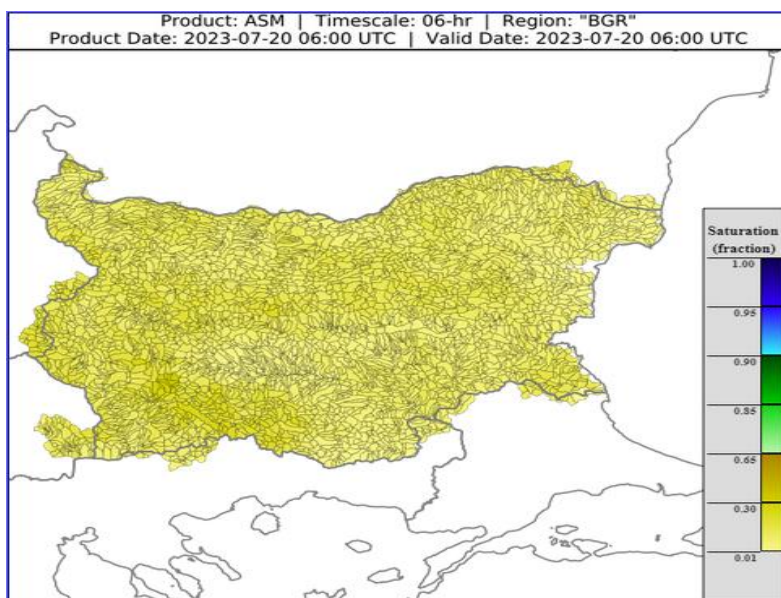 Product: ASM | Timescale: 06-hr | Region: "BGR"
Product Date: 2023-07-20 06:00 UTC | Valid Date: 2023-07-20 06:00 UTC
Saturation
(fraction)
1.00
0.95
0.90
0.85
0.65
0.30
0.01